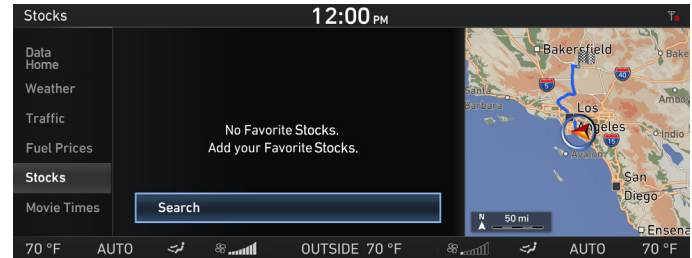 Stocks
12:00 PM
Data
Home
Weather
Traffic
Fuel Prices
Stocks
Movie Times
No Favorite Stocks.
Add your Favorite Stocks.
Search
Bakersfield
Bake
5
40
Santa
Barbara
Los
Angeles
Amboy
Indio
15
Avalon
San
Diego
Ensena
N
50 mi
70 °F
AUTO
OUTSIDE 70 °F
AUTO
70 °F